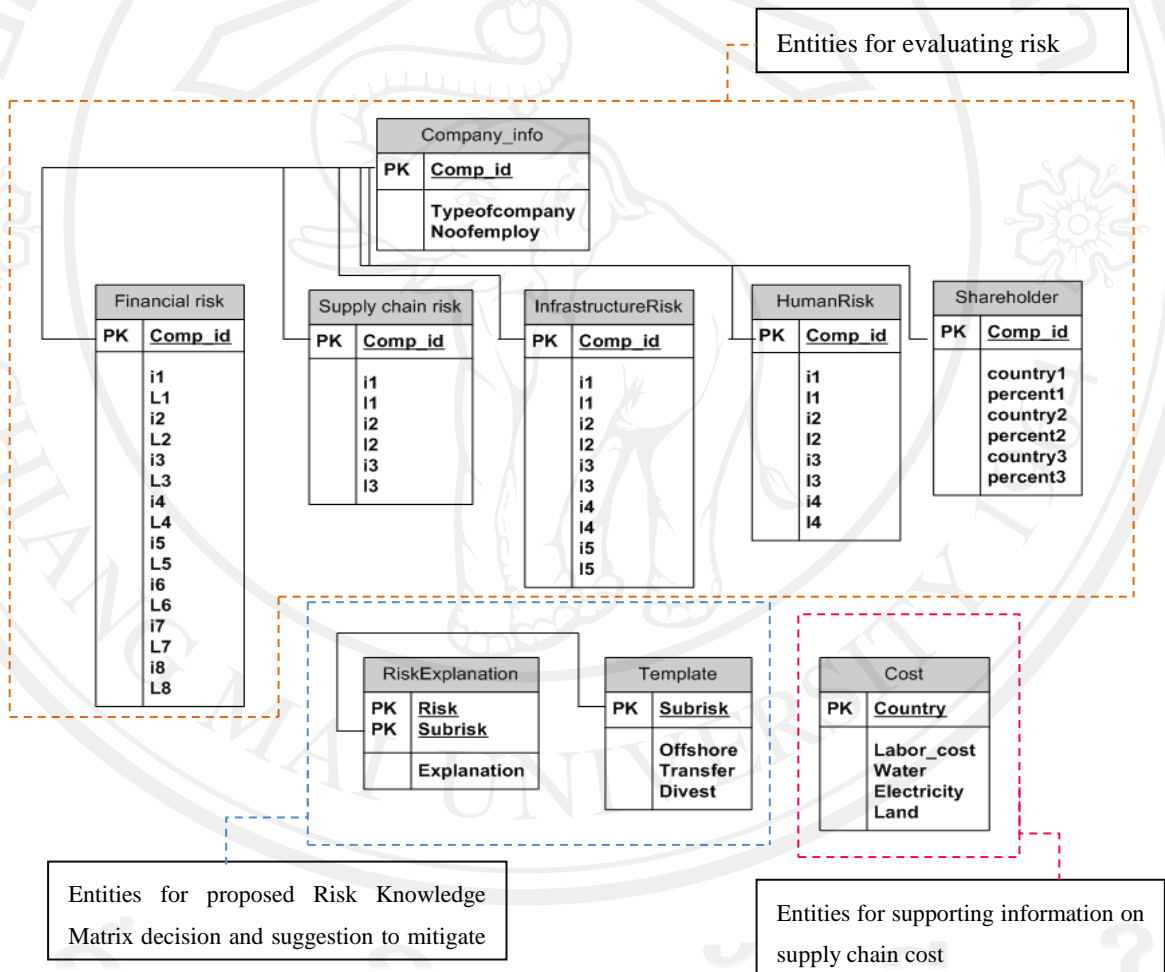 Entities for evaluating risk
Company_info
PK Comp_id
Typeofcompany
Noofemploy
Financial risk
PK Comp_id
i1
L1
i2
L2
i3
L3
i4
L4
i5
L5
i6
L6
i7
L7
i8
L8
Supply chain risk
PK Comp_id
i1
l1
i2
l2
i3
l3
InfrastructureRisk
PK Comp_id
i1
l1
i2
l2
i3
l3
i4
l4
i5
l5
HumanRisk
PK Comp_id
i1
l1
i2
l2
i3
l3
i4
l4
Shareholder
PK Comp_id
country1
percent1
country2
percent2
country3
percent3
RiskExplanation
PK Risk
PK Subrisk
Explanation
Template
PK Subrisk
Offshore
Transfer
Divest
Cost
PK Country
Labor_cost
Water
Electricity
Land
Entities for proposed Risk Knowledge
Matrix decision and suggestion to mitigate
Entities for supporting information on
supply chain cost
CHIANG MAI UNIVERSITY